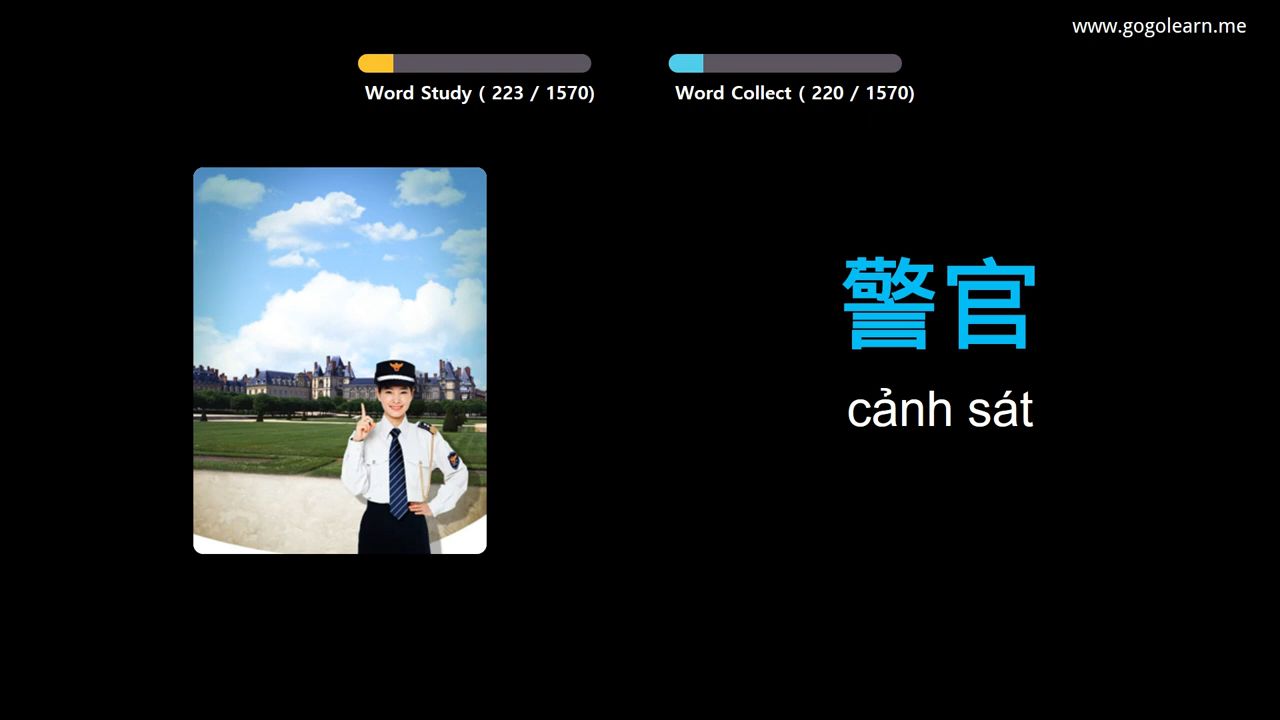 www.gogolearn.me
Word Study ( 223 / 1570)
Word Collect ( 220 / 1570)
警官
cảnh sát